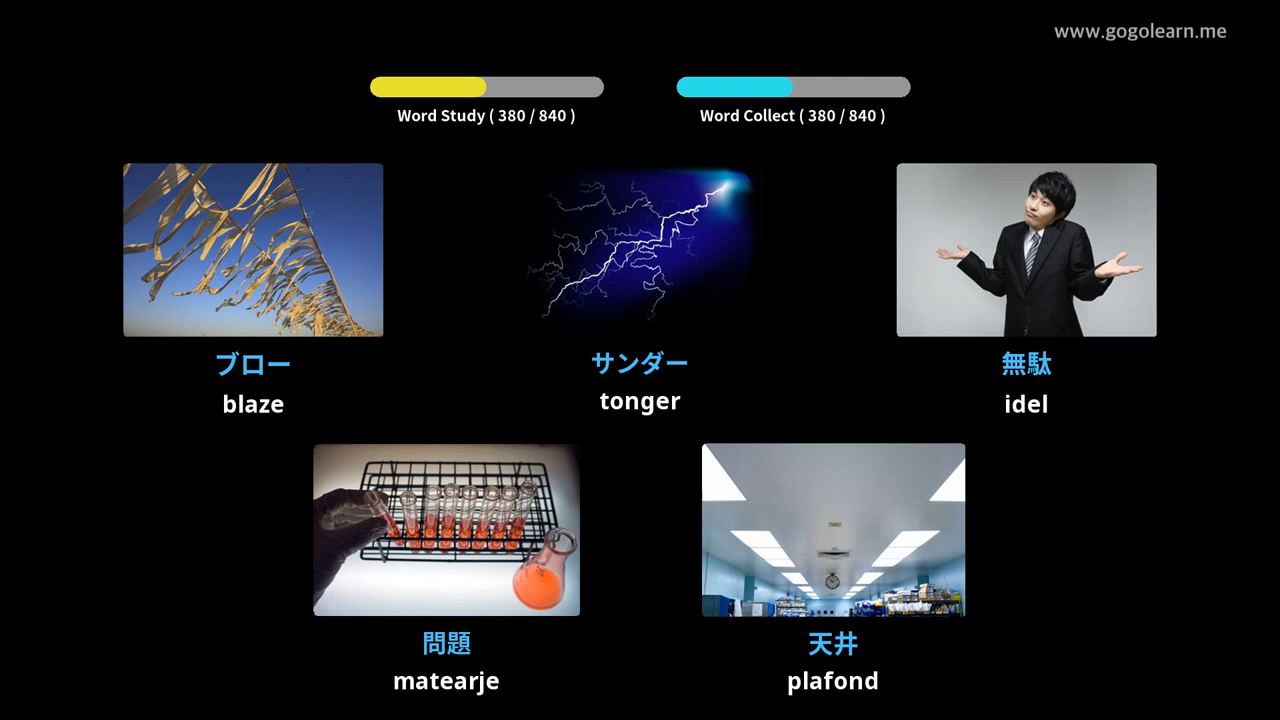 www.gogolearn.me
Word Study ( 380 / 840 )
Word Collect ( 380 / 840 )
ブロー
blaze
サンダー
tonger
無駄
idel
問題
matearje
天井
plafond